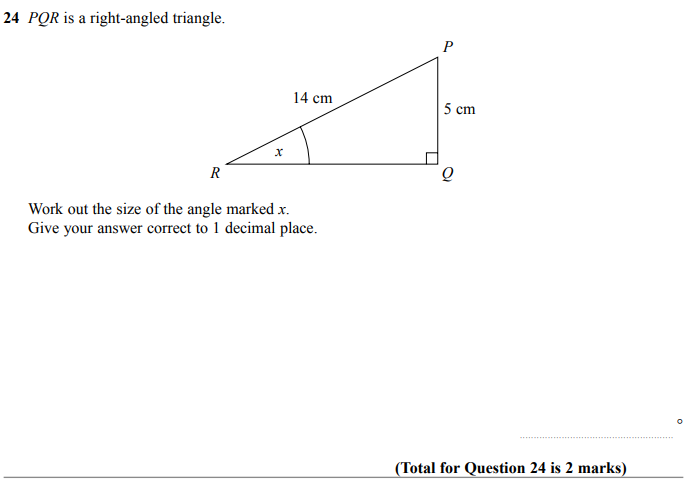 24 PQR is a right-angled triangle.
P
14 cm
5 cm
x
R
Q
Work out the size of the angle marked x.
Give your answer correct to 1 decimal place.
°
(Total for Question 24 is 2 marks)